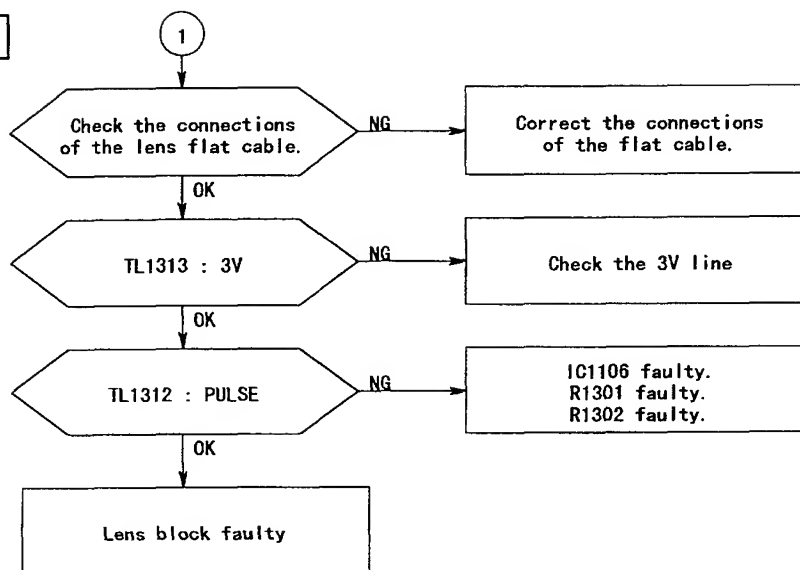 1
Check the connections
of the lens flat cable.
NG
Correct the connections
of the flat cable.
OK
TL1313 : 3V
NG
Check the 3V line
OK
TL1312 : PULSE
NG
IC1106 faulty.
R1301 faulty.
R1302 faulty.
OK
Lens block faulty